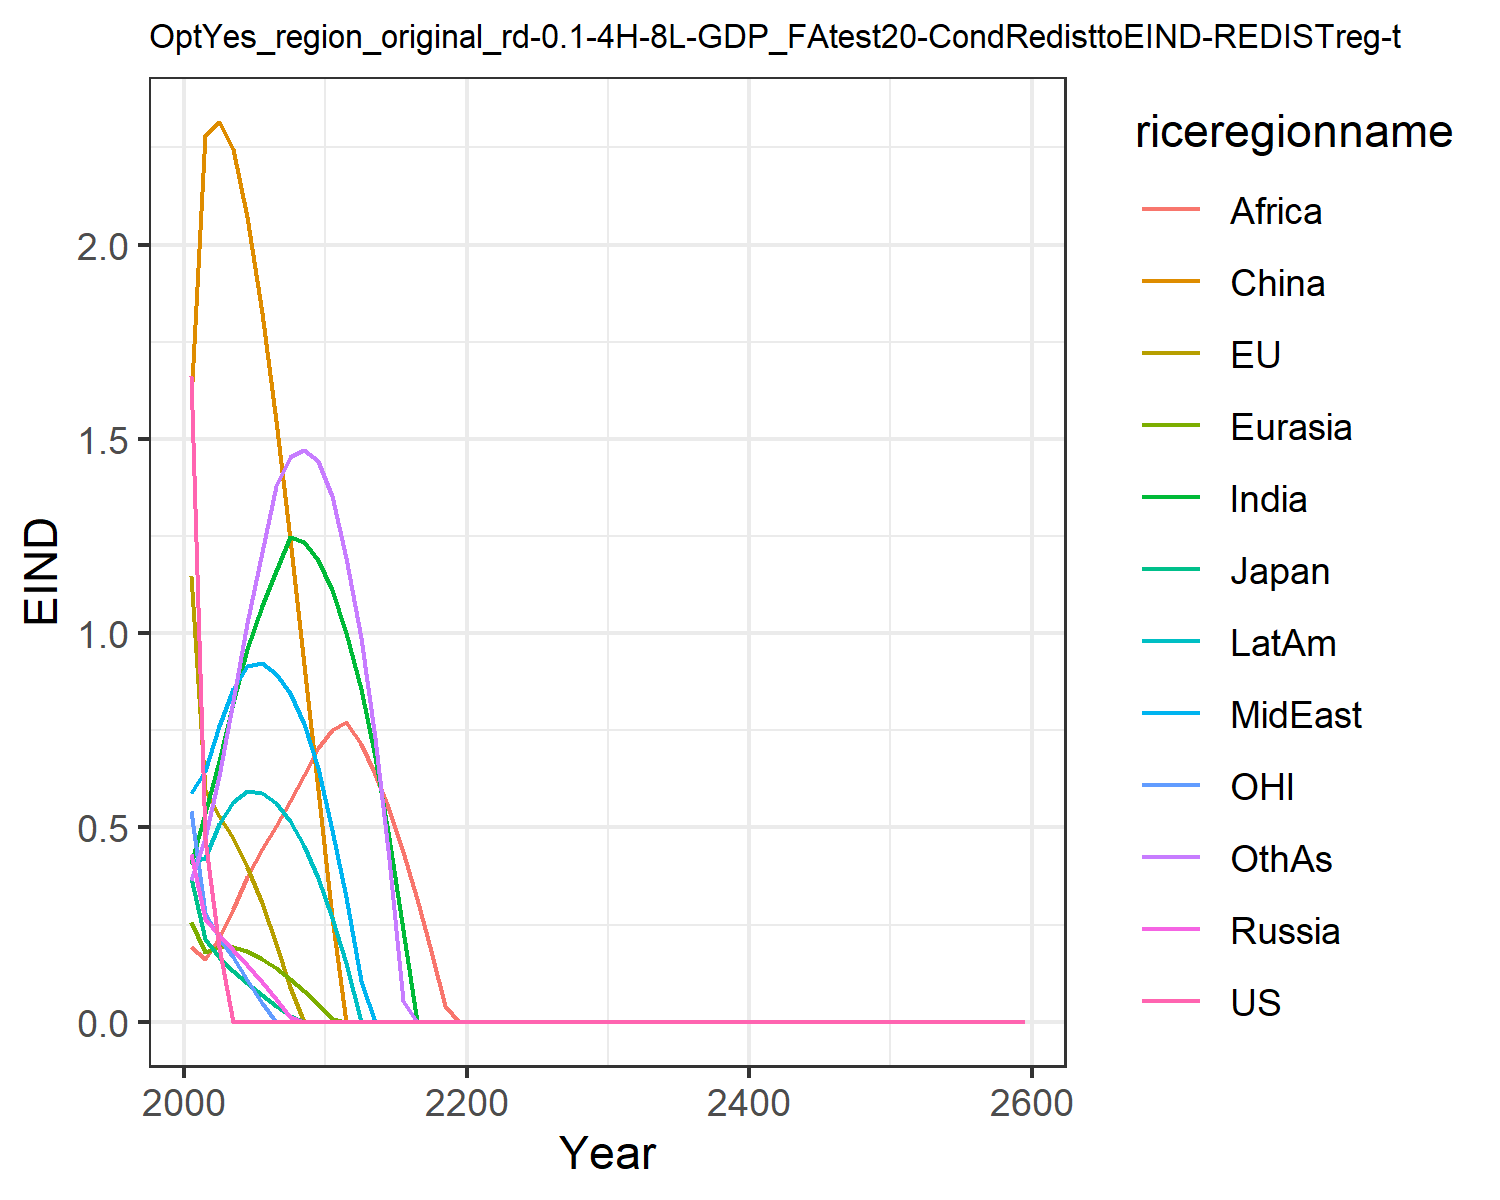 OptYes_region_original_rd-0.1-4H-8L-GDP_FAtest20-CondRedisttoEIND-REDISTreg-t
riceregionname
Africa
China
EU
Eurasia
India
Japan
LatAm
MidEast
OHI
OthAs
Russia
US
EIND
2.0
1.5
1.0
0.5
0.0
2000
2200
2400
2600
Year